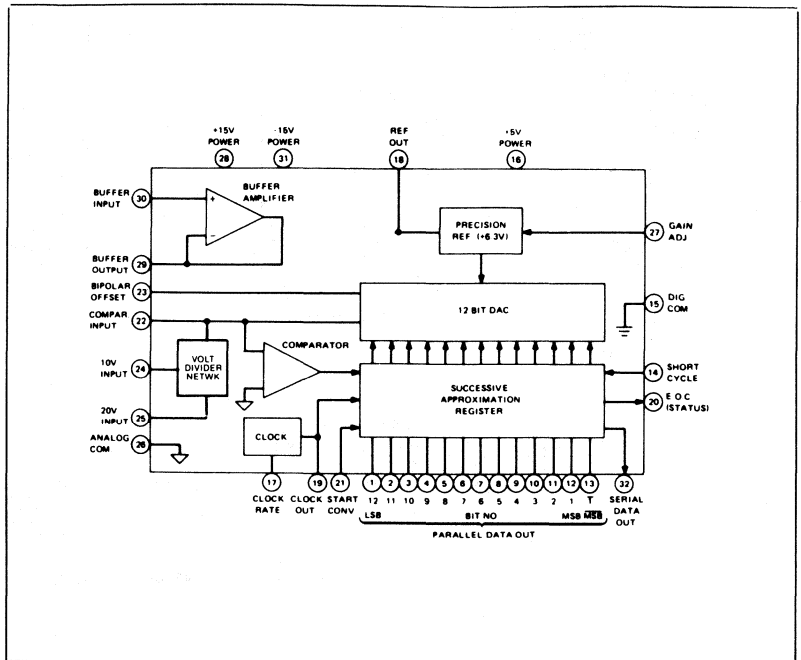 +15V POWER 28
-15V POWER 31
REF OUT 18
+5V POWER 16
BUFFER INPUT 30
BUFFER AMPLIFIER
+
−
BUFFER OUTPUT 29
PRECISION REF (+6 3V)
27 GAIN ADJ
BIPOLAR OFFSET 23
12 BIT DAC
15 DIG COM
COMPAR INPUT 22
COMPARATOR
10V INPUT 24
VOLT DIVIDER NETWK
SUCCESSIVE APPROXIMATION REGISTER
14 SHORT CYCLE
20 E O C (STATUS)
20V INPUT 25
ANALOG COM 26
CLOCK
17 19 21 1 2 3 4 5 6 7 8 4 10 11 12 13 32
CLOCK RATE
CLOCK OUT
START CONV
12 11 10 9 8 7 6 5 4 3 2 1 T
SERIAL DATA OUT
LSB BIT NO MSB MSB
PARALLEL DATA OUT